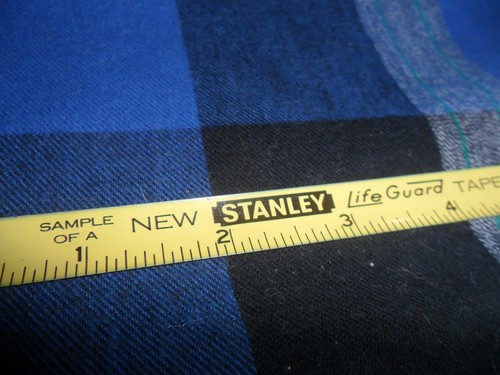 SAMPLE
OF A
NEW STANLEY Life Guard TAPE
1 2 3 4